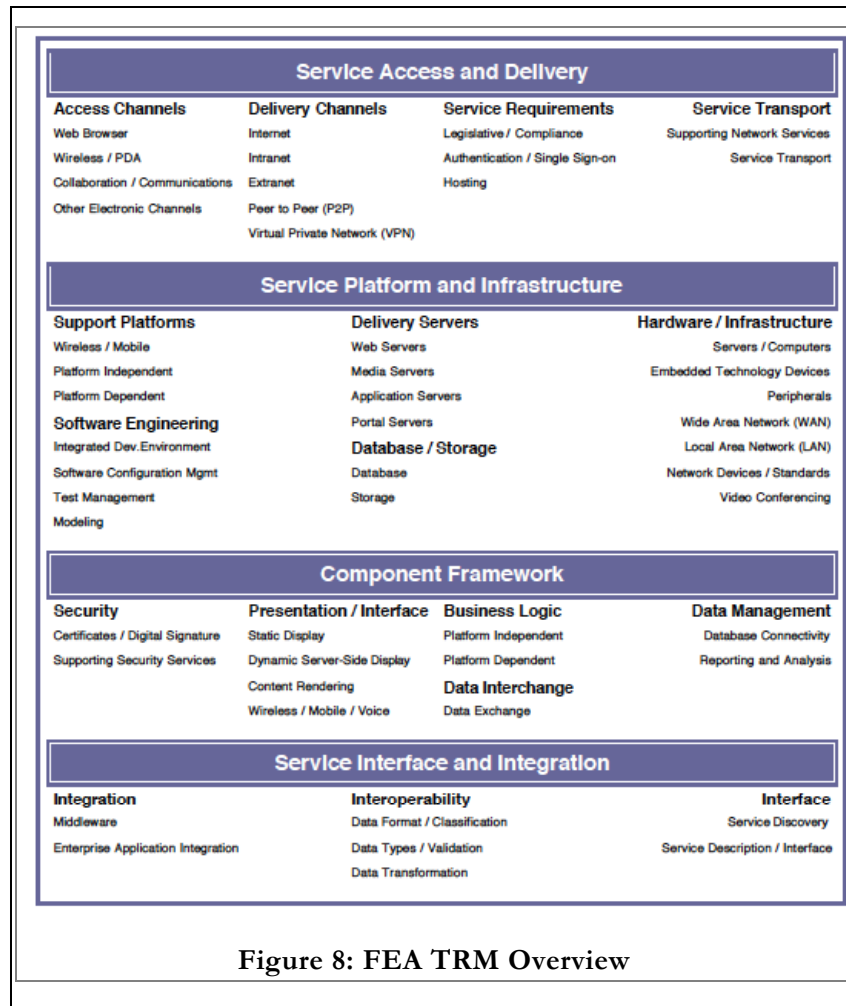 Service Access and Delivery
Access Channels
Web Browser
Wireless / PDA
Collaboration / Communications
Other Electronic Channels
Delivery Channels
Internet
Intranet
Extranet
Peer to Peer (P2P)
Virtual Private Network (VPN)
Service Requirements
Legislative / Compliance
Authentication / Single Sign-on
Hosting
Service Transport
Supporting Network Services
Service Transport
Service Platform and Infrastructure
Support Platforms
Wireless / Mobile
Platform Independent
Platform Dependent
Software Engineering
Integrated Dev.Environment
Software Configuration Mgmt
Test Management
Modeling
Delivery Servers
Web Servers
Media Servers
Application Servers
Portal Servers
Database / Storage
Database
Storage
Hardware / Infrastructure
Servers / Computers
Embedded Technology Devices
Peripherals
Wide Area Network (WAN)
Local Area Network (LAN)
Network Devices / Standards
Video Conferencing
Component Framework
Security
Certificates / Digital Signature
Supporting Security Services
Presentation / Interface
Static Display
Dynamic Server-Side Display
Content Rendering
Wireless / Mobile / Voice
Business Logic
Platform Independent
Platform Dependent
Data Interchange
Data Exchange
Data Management
Database Connectivity
Reporting and Analysis
Service Interface and Integration
Integration
Middleware
Enterprise Application Integration
Interoperability
Data Format / Classification
Data Types / Validation
Data Transformation
Interface
Service Discovery
Service Description / Interface
Figure 8: FEA TRM Overview